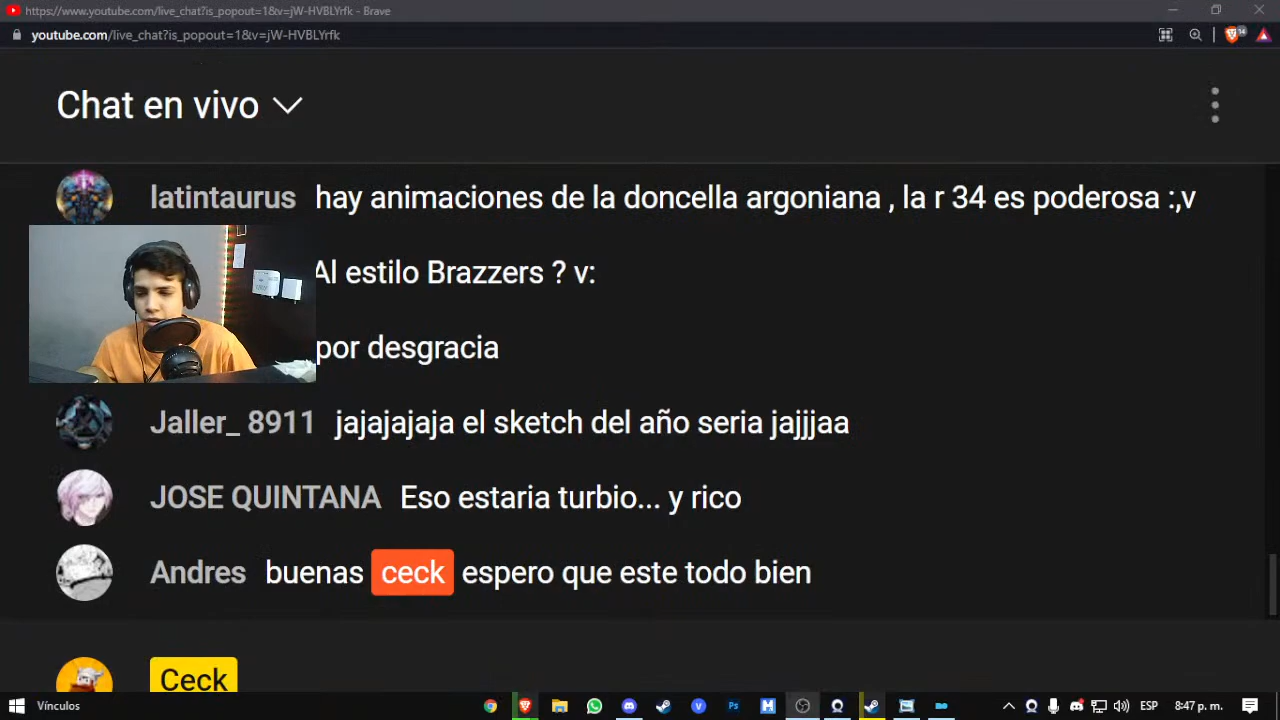 https://www.youtube.com/live_chat?is_popout=1&v=jW-HVBLYrfk - Brave
youtube.com/live_chat?is_popout=1&v=jW-HVBLYrfk
14
Chat en vivo
latintaurus hay animaciones de la doncella argoniana , la r 34 es poderosa :,v
Al estilo Brazzers ? v:
por desgracia
Jaller_ 8911 jajajajaja el sketch del año seria jajjjaa
JOSE QUINTANA Eso estaria turbio... y rico
Andres buenas ceck espero que este todo bien
Ceck
Vínculos
V
Ps
ESP
8:47 p. m.